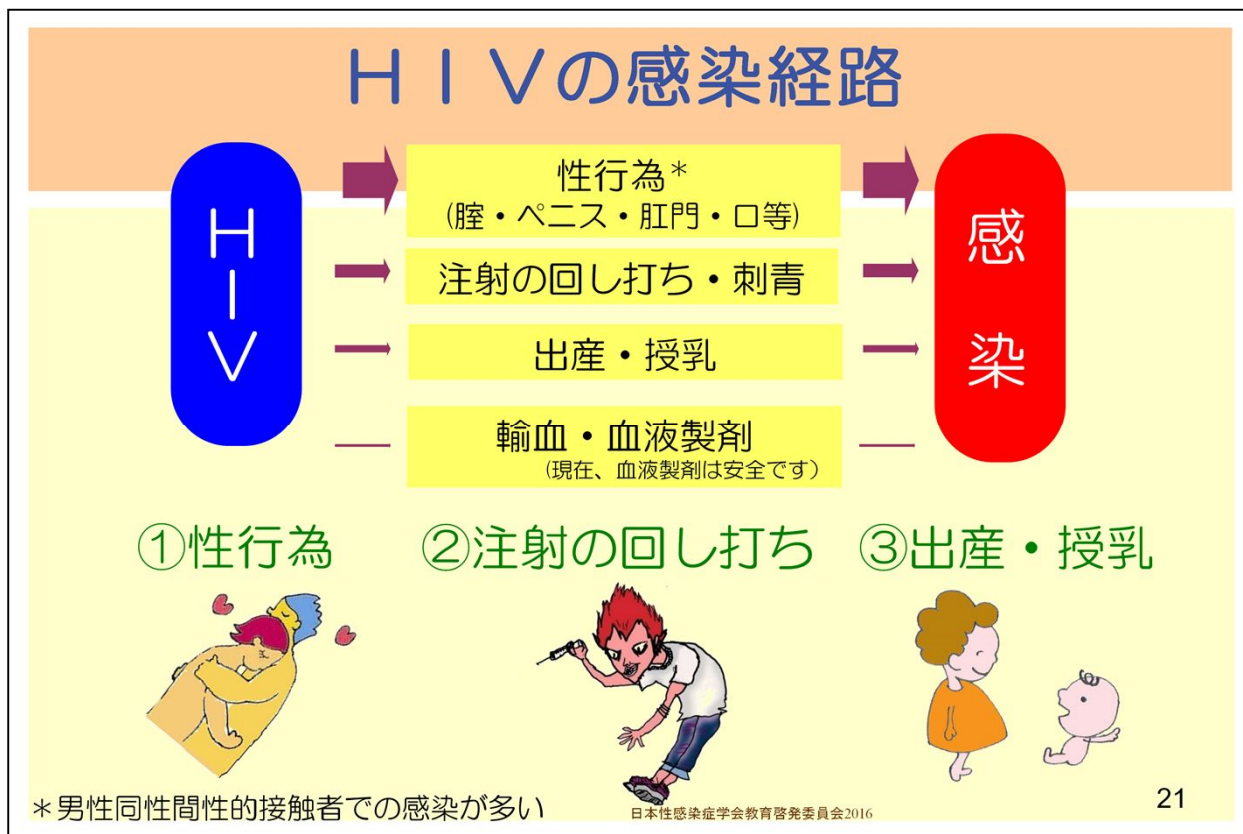 ＨＩＶの感染経路
ＨＩＶ
性行為＊
(膣・ペニス・肛門・口等)
注射の回し打ち・刺青
出産・授乳
輸血・血液製剤
(現在、血液製剤は安全です)
感染
①性行為
②注射の回し打ち
③出産・授乳
＊男性同性間性的接触者での感染が多い
日本性感染症学会教育啓発委員会2016
21